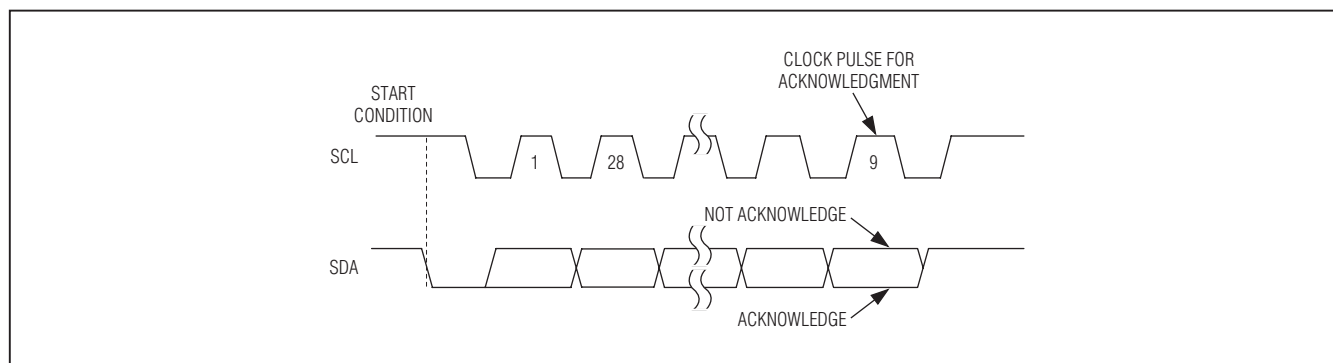 CLOCK PULSE FOR
ACKNOWLEDGMENT
START
CONDITION
SCL
1
28
9
NOT ACKNOWLEDGE
SDA
ACKNOWLEDGE